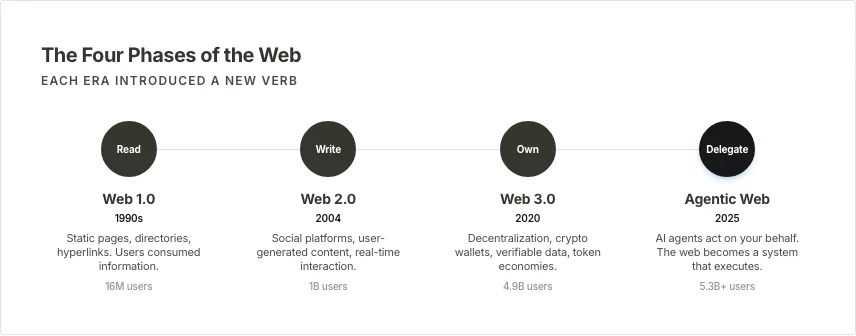 The Four Phases of the Web
EACH ERA INTRODUCED A NEW VERB
Read
Write
Own
Delegate
Web 1.0
1990s
Static pages, directories,
hyperlinks. Users consumed
information.
16M users
Web 2.0
2004
Social platforms, user-
generated content, real-time
interaction.
1B users
Web 3.0
2020
Decentralization, crypto
wallets, verifiable data, token
economies.
4.9B users
Agentic Web
2025
AI agents act on your behalf.
The web becomes a system
that executes.
5.3B+ users